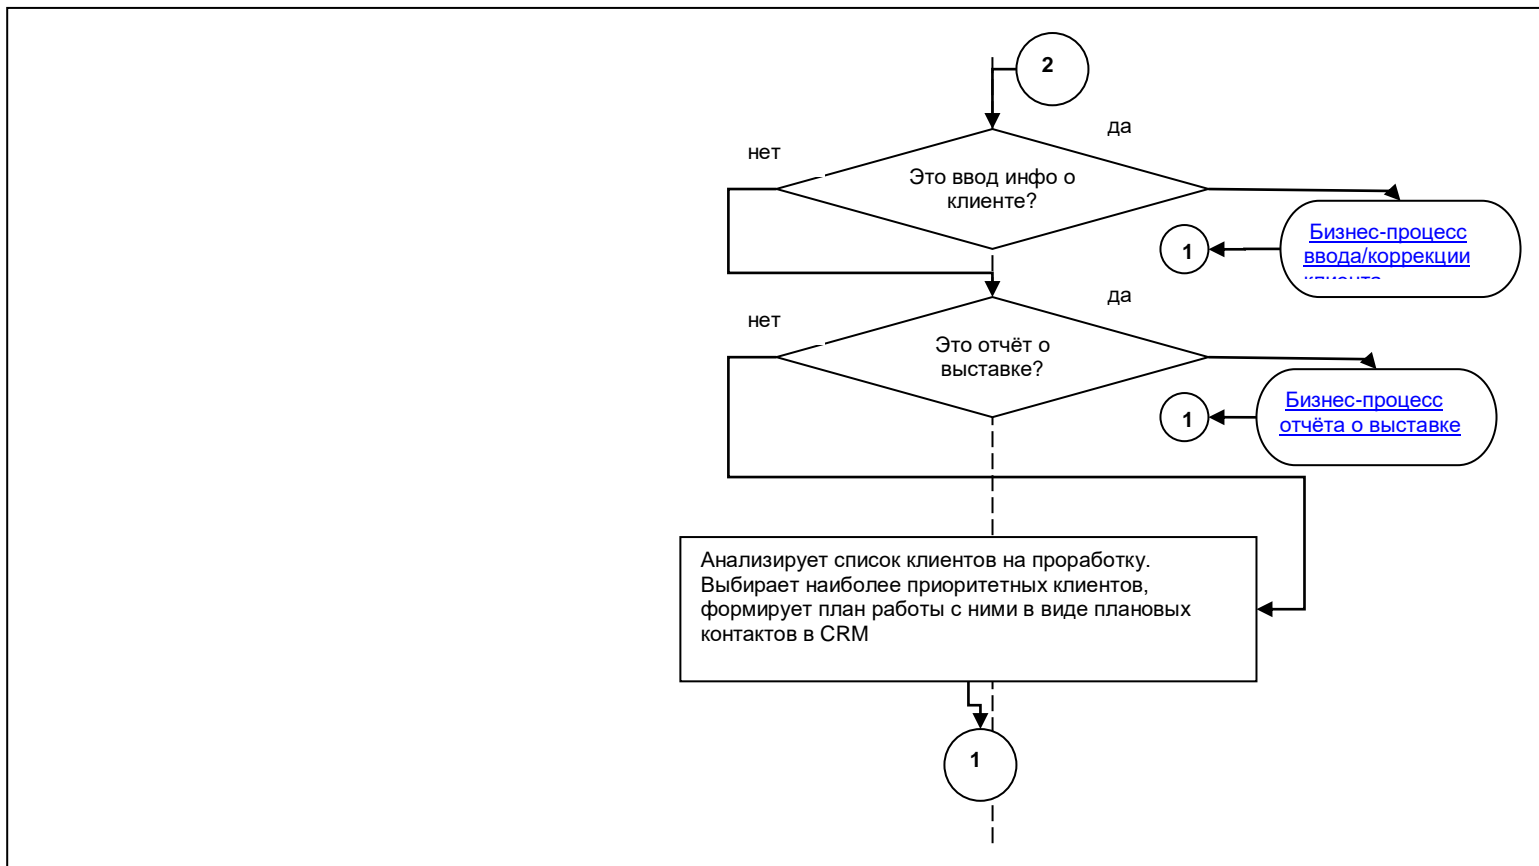 2
да
нет
Это ввод инфо о
клиенте?
Бизнес-процесс
ввода/коррекции
1
да
нет
Это отчёт о
выставке?
Бизнес-процесс
отчёта о выставке
1
Анализирует список клиентов на проработку.
Выбирает наиболее приоритетных клиентов,
формирует план работы с ними в виде плановых
контактов в CRM
1